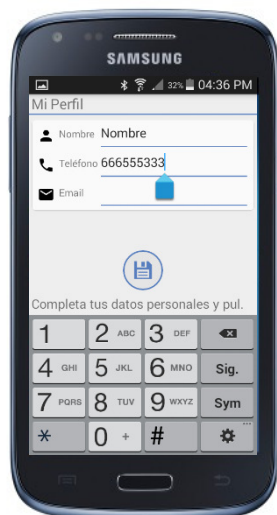 SAMSUNG
32% 04:36 PM
Mi Perfil
Nombre Nombre
Teléfono 666555333
Email
Completa tus datos personales y pul.
1 2 ABC 3 DEF
4 GHI 5 JKL 6 MNO Sig.
7 PQRS 8 TUV 9 WXYZ Sym
* 0 + # ...